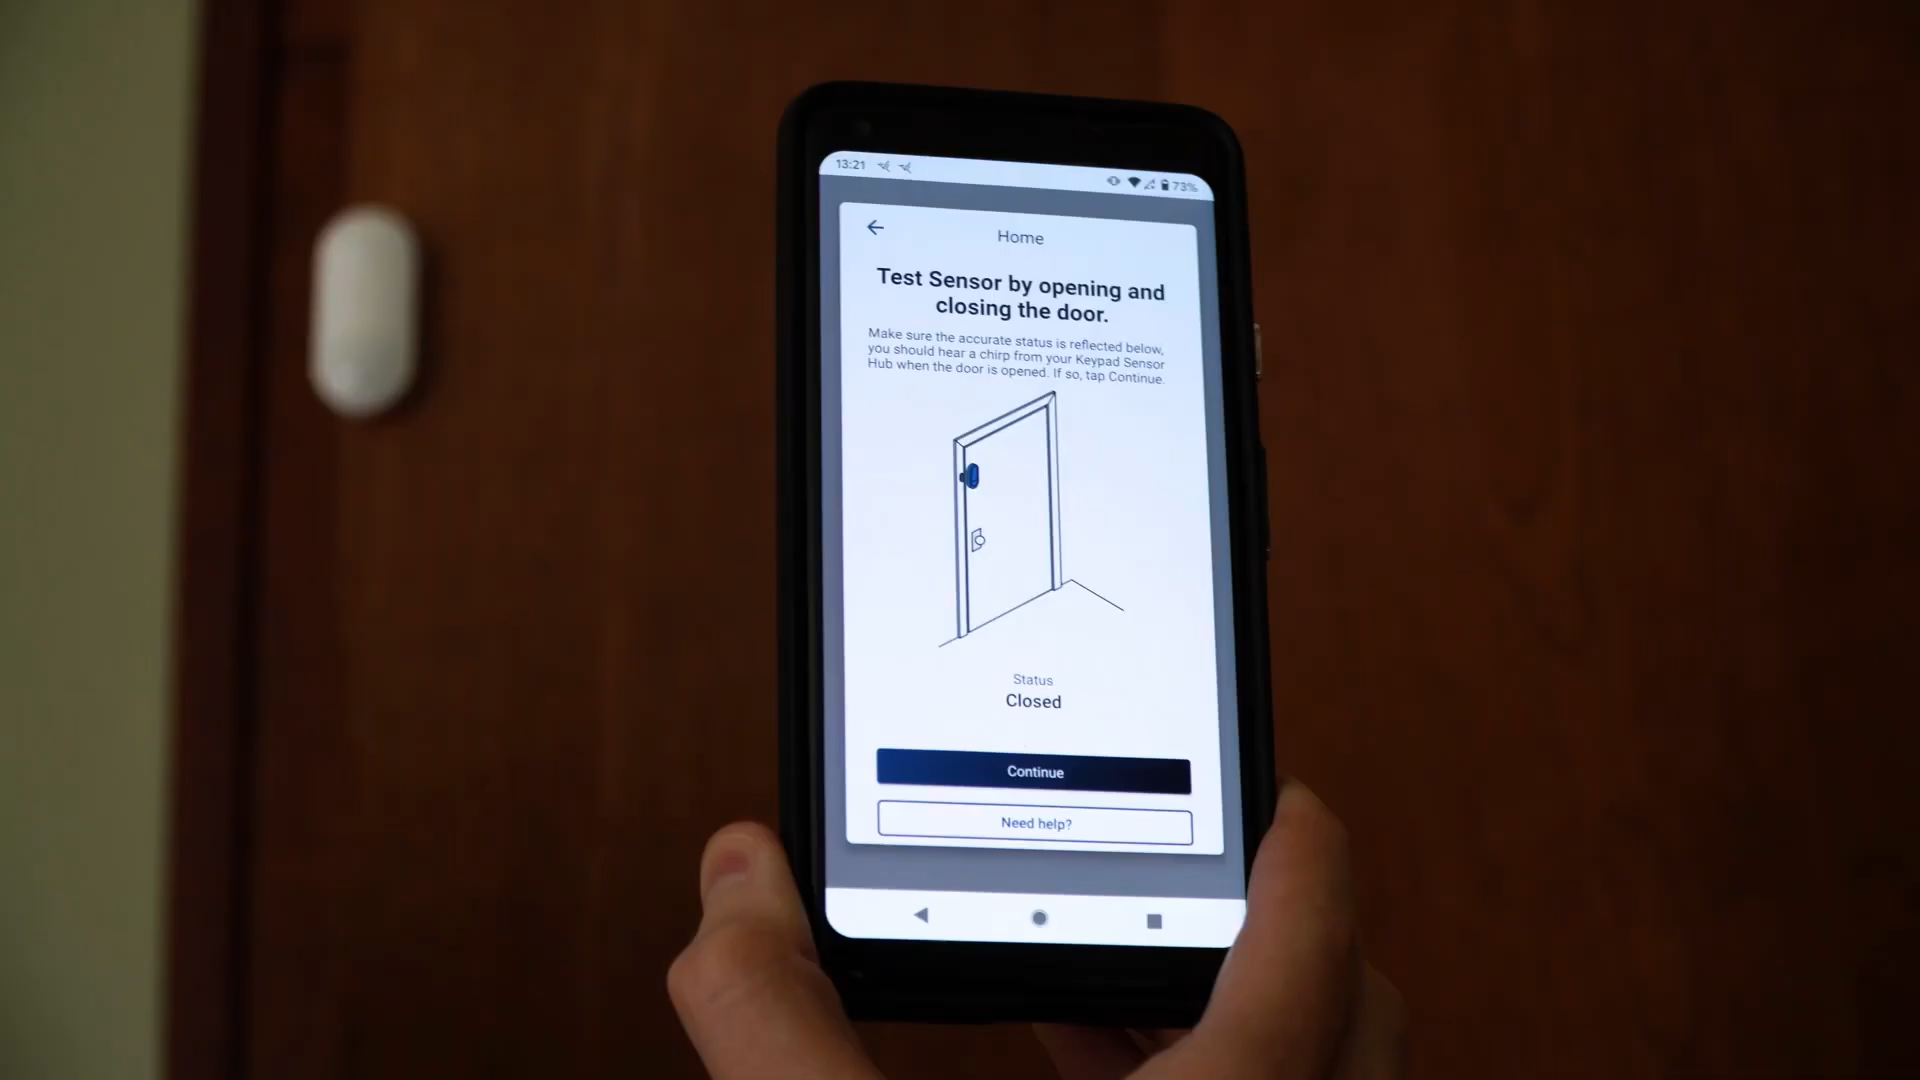 13:21
73%
Home
Test Sensor by opening and
closing the door.
Make sure the accurate status is reflected below,
you should hear a chirp from your Keypad Sensor
Hub when the door is opened. If so, tap Continue.
Status
Closed
Continue
Need help?